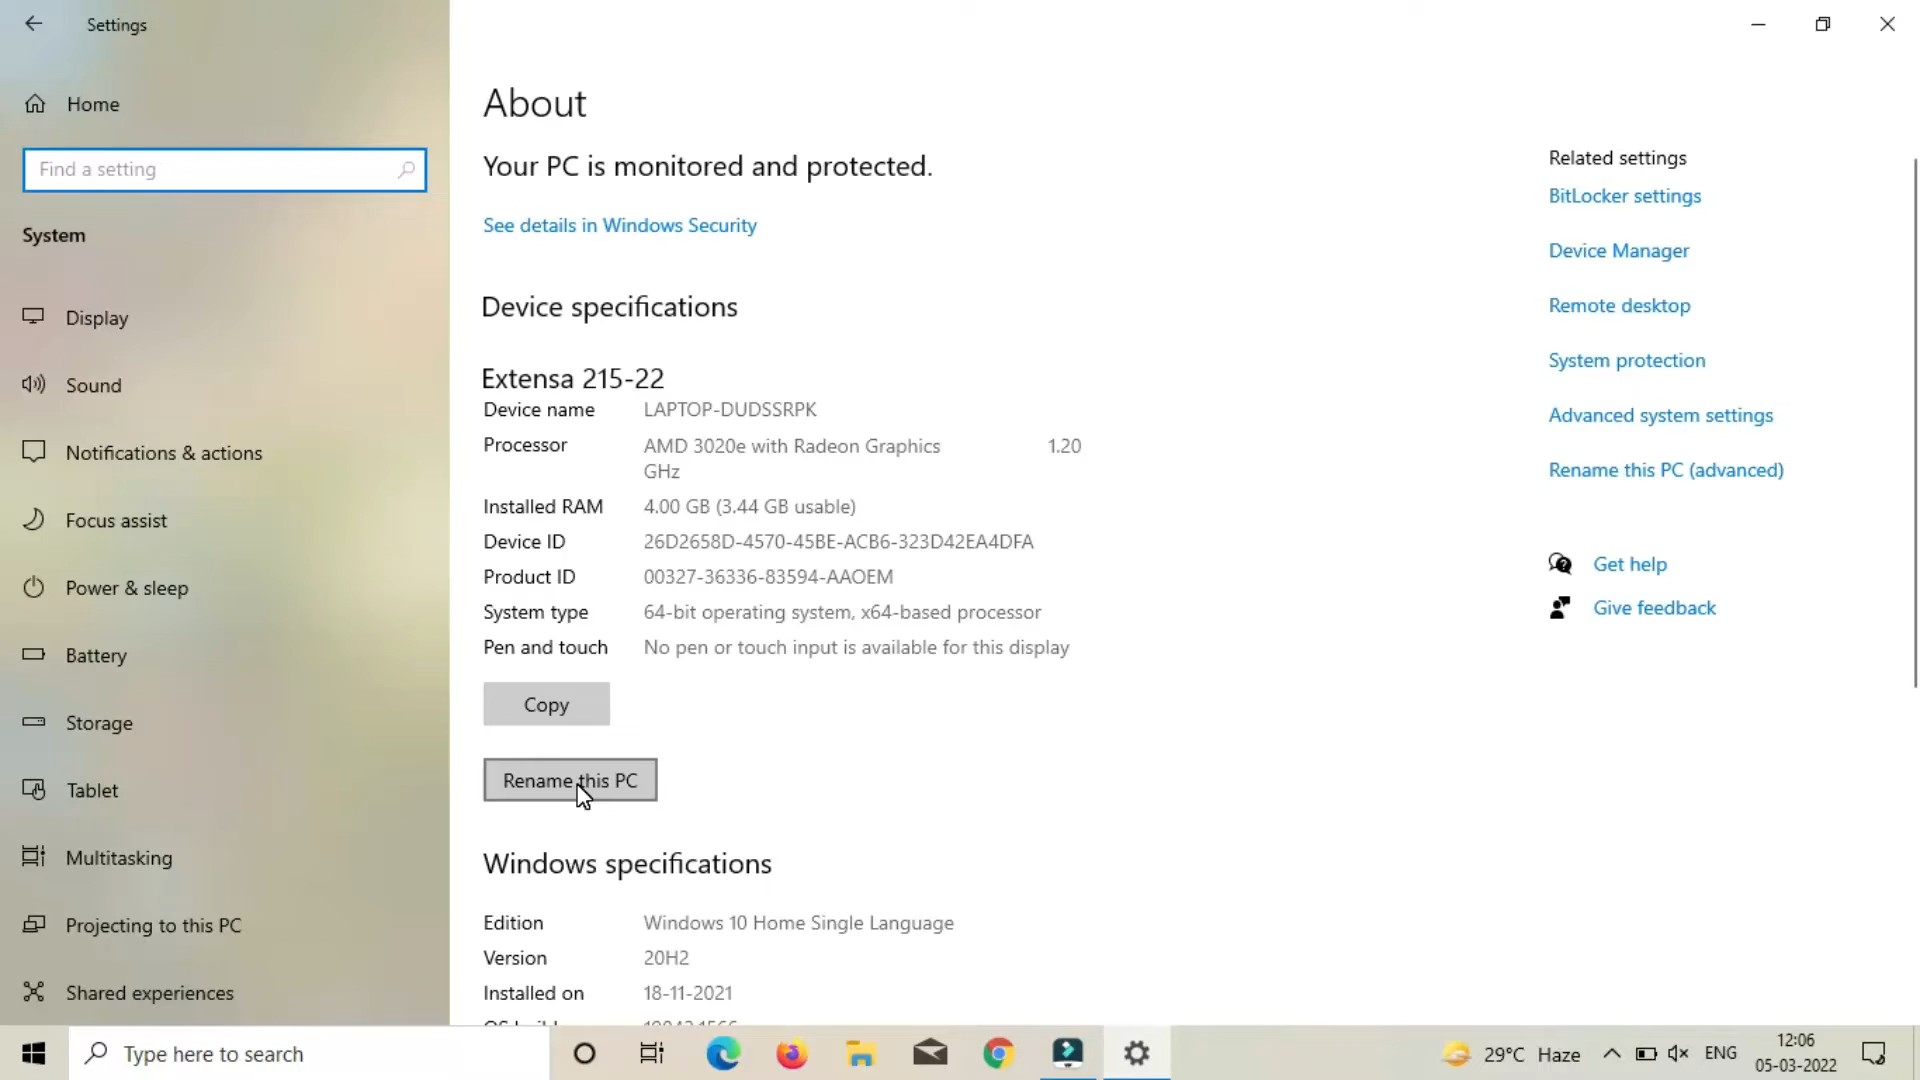 Settings
Home
Find a setting
System
Display
Sound
Notifications & actions
Focus assist
Power & sleep
Battery
Storage
Tablet
Multitasking
Projecting to this PC
Shared experiences
About
Your PC is monitored and protected.
See details in Windows Security
Device specifications
Extensa 215-22
Device name LAPTOP-DUDSSRPK
Processor AMD 3020e with Radeon Graphics 1.20
GHz
Installed RAM 4.00 GB (3.44 GB usable)
Device ID 26D2658D-4570-45BE-ACB6-323D42EA4DFA
Product ID 00327-36336-83594-AAOEM
System type 64-bit operating system, x64-based processor
Pen and touch No pen or touch input is available for this display
Copy
Rename this PC
Windows specifications
Edition Windows 10 Home Single Language
Version 20H2
Installed on 18-11-2021
Related settings
BitLocker settings
Device Manager
Remote desktop
System protection
Advanced system settings
Rename this PC (advanced)
Get help
Give feedback
Type here to search
29°C Haze
ENG
12:06
05-03-2022